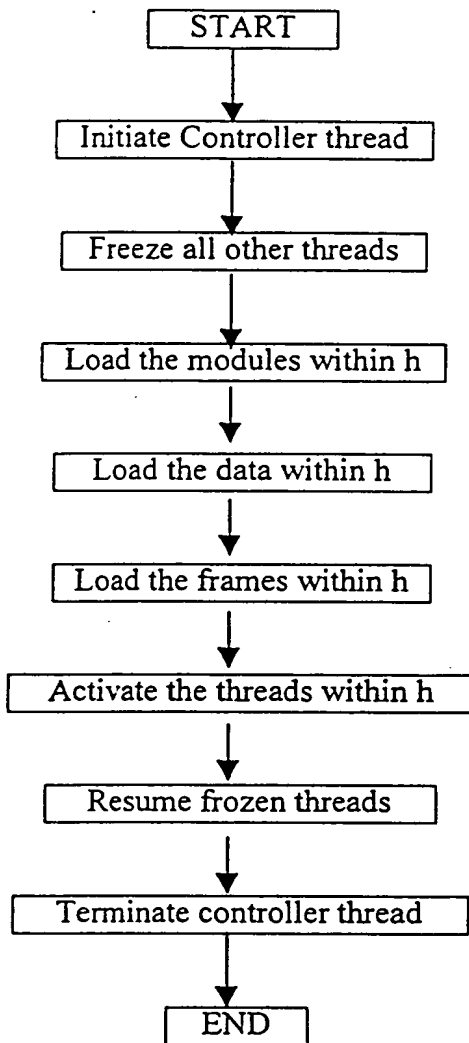 START
Initiate Controller thread
Freeze all other threads
Load the modules within h
Load the data within h
Load the frames within h
Activate the threads within h
Resume frozen threads
Terminate controller thread
END